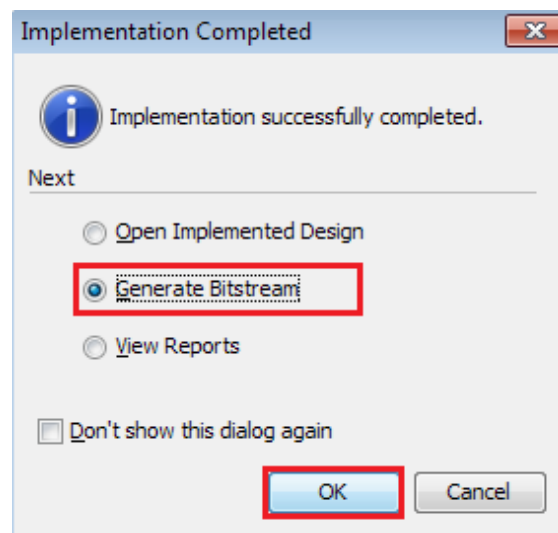 Implementation Completed
Implementation successfully completed.
Next
Open Implemented Design
Generate Bitstream
View Reports
Don't show this dialog again
OK Cancel